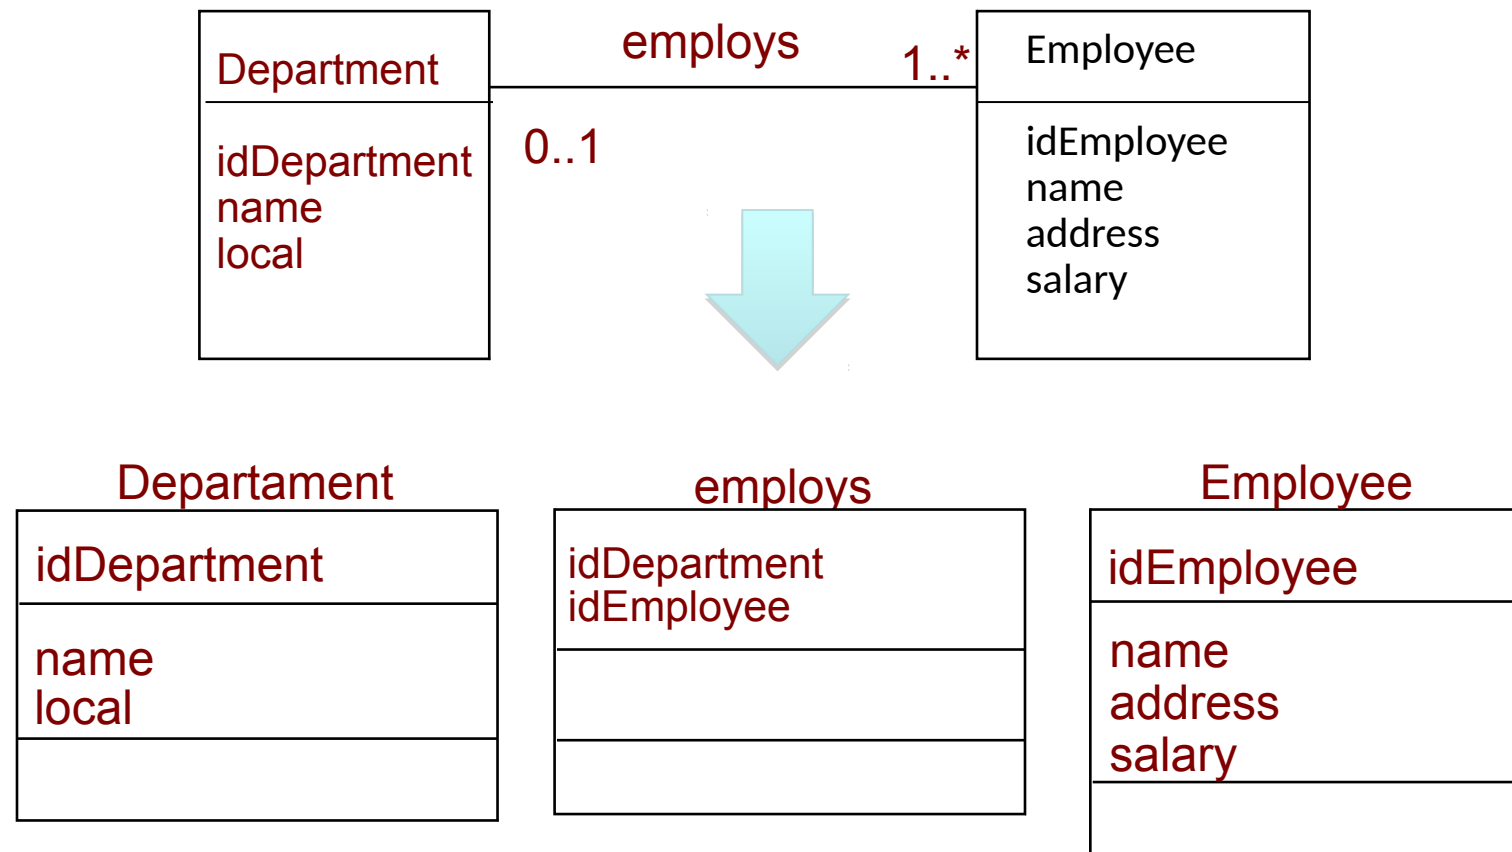 Department
employs
1..*
Employee
idDepartment
name
local
0..1
idEmployee
name
address
salary
Departament
employs
Employee
idDepartment
name
local
idDepartment
idEmployee
idEmployee
name
address
salary